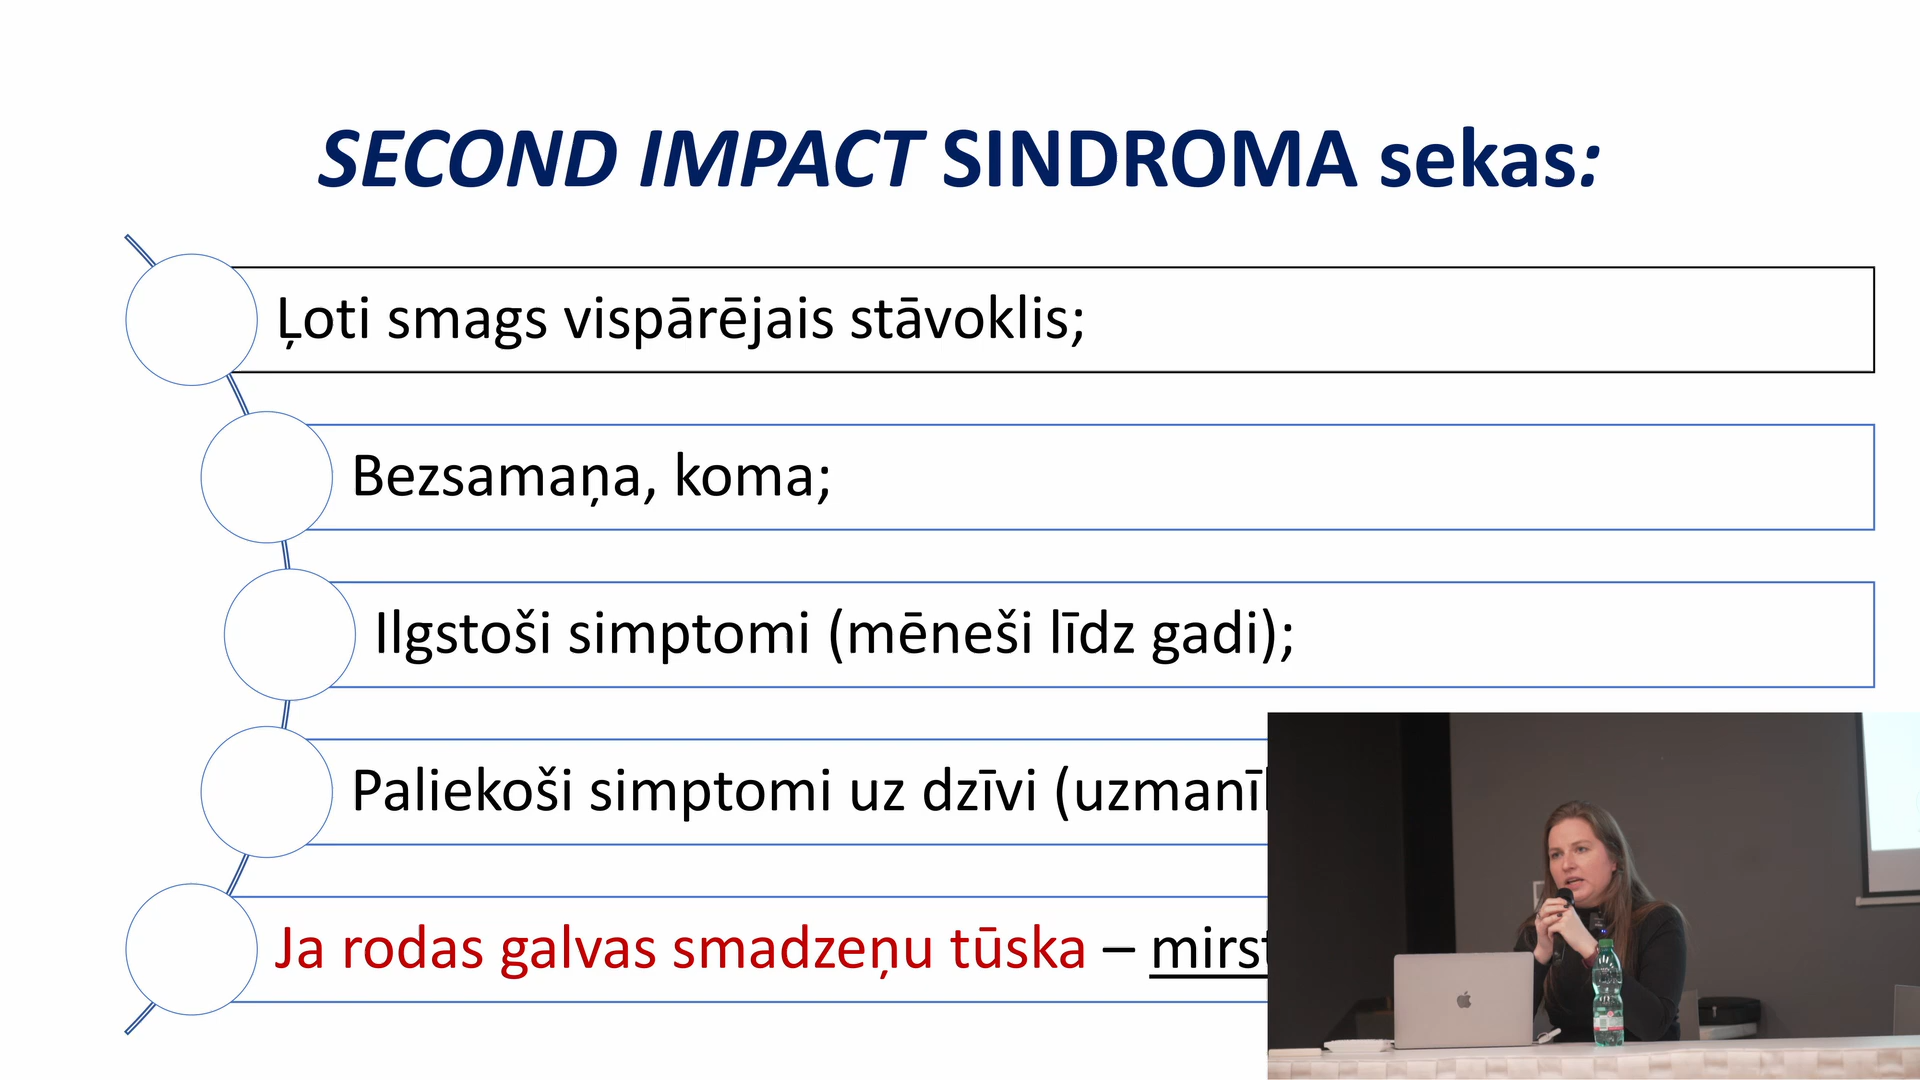 SECOND IMPACT SINDROMA sekas:
Ļoti smags vispārējais stāvoklis;
Bezsamaņa, koma;
Ilgstoši simptomi (mēneši līdz gadi);
Paliekoši simptomi uz dzīvi
Ja rodas galvas smadzeņu tūska –